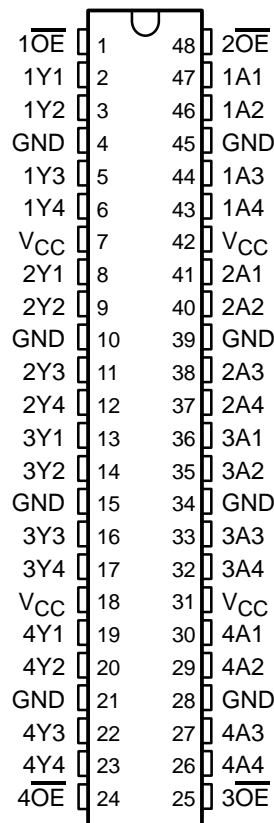 1O̅E̅ 1 48 2O̅E̅
1Y1 2 47 1A1
1Y2 3 46 1A2
GND 4 45 GND
1Y3 5 44 1A3
1Y4 6 43 1A4
VCC 7 42 VCC
2Y1 8 41 2A1
2Y2 9 40 2A2
GND 10 39 GND
2Y3 11 38 2A3
2Y4 12 37 2A4
3Y1 13 36 3A1
3Y2 14 35 3A2
GND 15 34 GND
3Y3 16 33 3A3
3Y4 17 32 3A4
VCC 18 31 VCC
4Y1 19 30 4A1
4Y2 20 29 4A2
GND 21 28 GND
4Y3 22 27 4A3
4Y4 23 26 4A4
4O̅E̅ 24 25 3O̅E̅